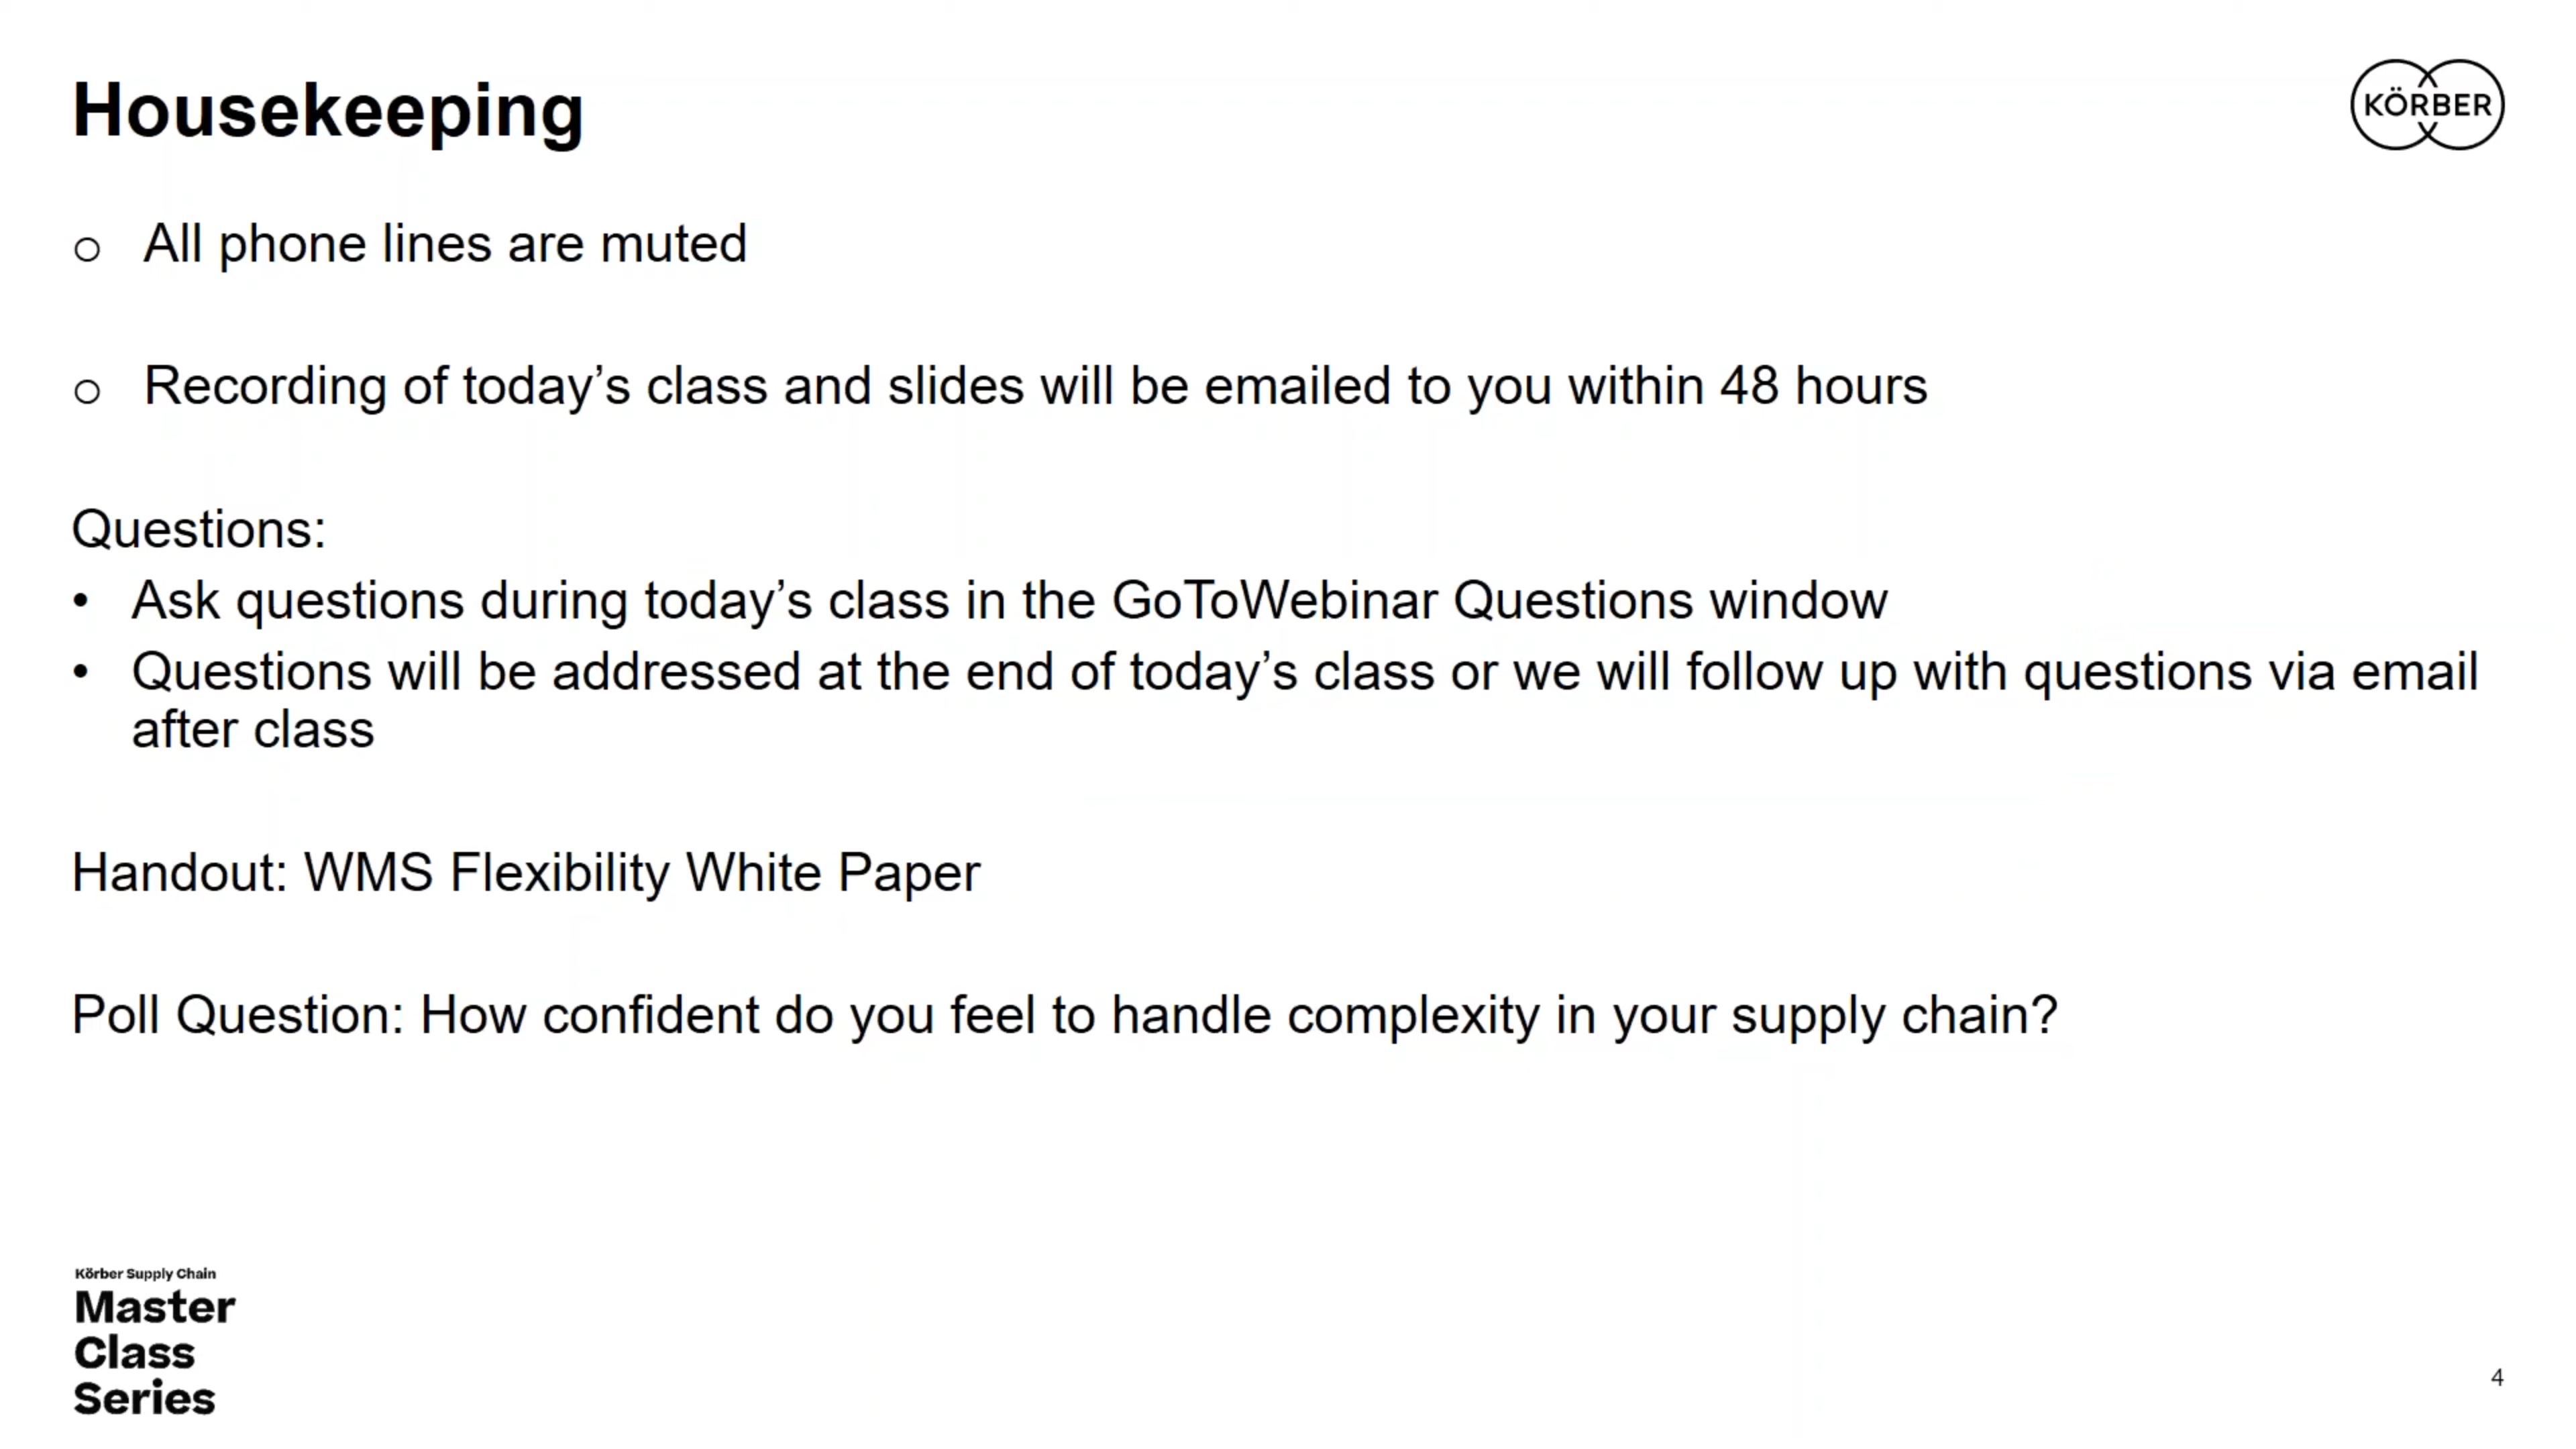 Housekeeping
KÖRBER
○ All phone lines are muted
○ Recording of today’s class and slides will be emailed to you within 48 hours
Questions:
• Ask questions during today’s class in the GoToWebinar Questions window
• Questions will be addressed at the end of today’s class or we will follow up with questions via email
after class
Handout: WMS Flexibility White Paper
Poll Question: How confident do you feel to handle complexity in your supply chain?
Körber Supply Chain
Master
Class
Series
4